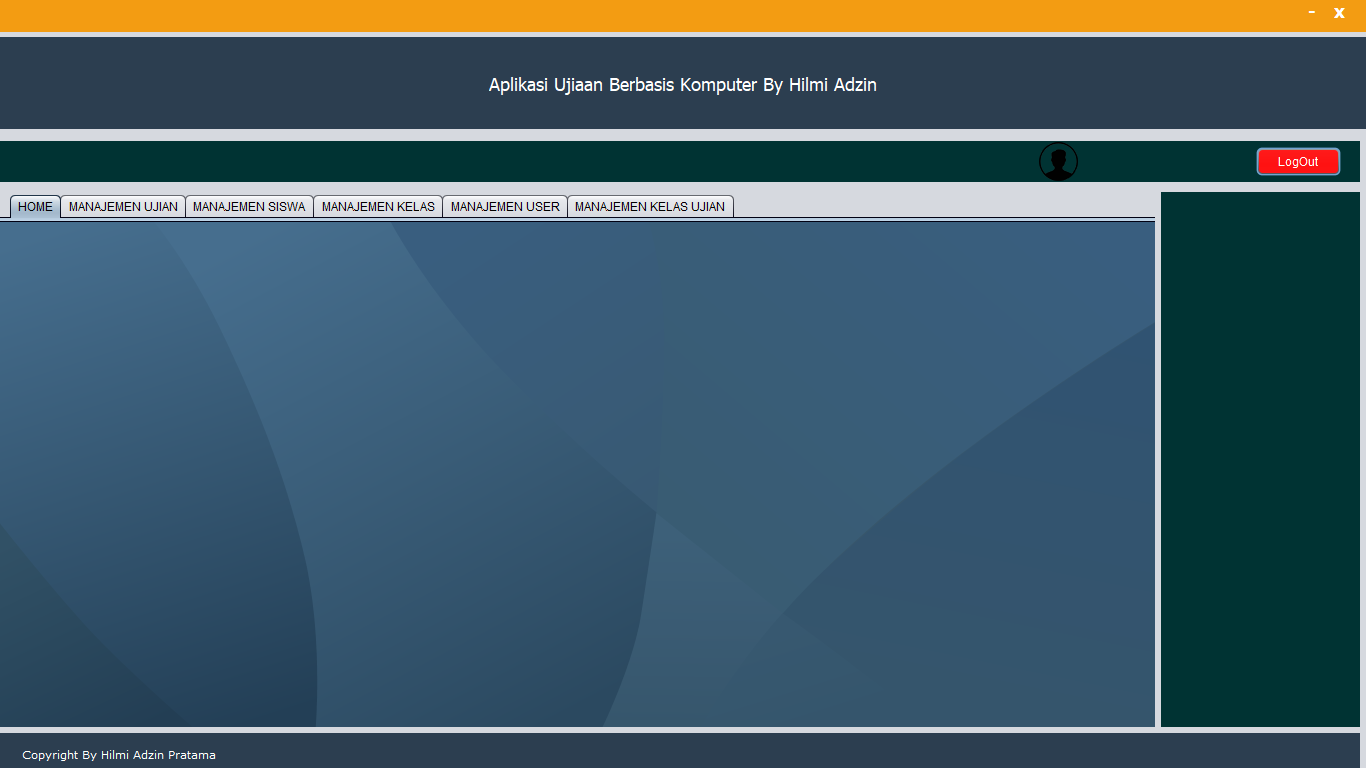 - x
Aplikasi Ujiaan Berbasis Komputer By Hilmi Adzin
LogOut
HOME MANAJEMEN UJIAN MANAJEMEN SISWA MANAJEMEN KELAS MANAJEMEN USER MANAJEMEN KELAS UJIAN
Copyright By Hilmi Adzin Pratama